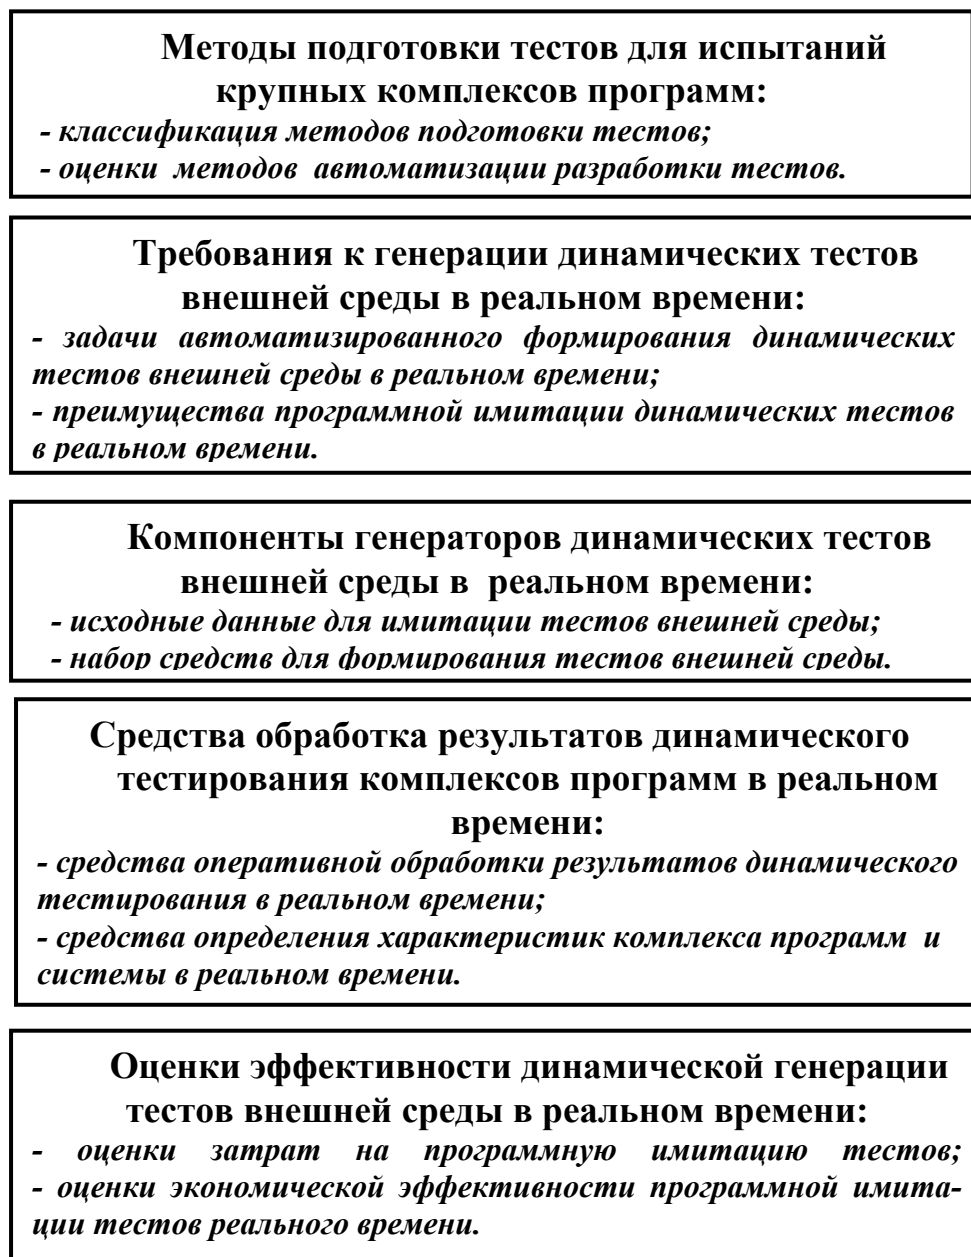 Методы подготовки тестов для испытаний
крупных комплексов программ:
- классификация методов подготовки тестов;
- оценки методов автоматизации разработки тестов.
Требования к генерации динамических тестов
внешней среды в реальном времени:
- задачи автоматизированного формирования динамических
тестов внешней среды в реальном времени;
- преимущества программной имитации динамических тестов
в реальном времени.
Компоненты генераторов динамических тестов
внешней среды в реальном времени:
- исходные данные для имитации тестов внешней среды;
- набор средств для формирования тестов внешней среды.
Средства обработка результатов динамического
тестирования комплексов программ в реальном
времени:
- средства оперативной обработки результатов динамического
тестирования в реальном времени;
- средства определения характеристик комплекса программ и
системы в реальном времени.
Оценки эффективности динамической генерации
тестов внешней среды в реальном времени:
- оценки затрат на программную имитацию тестов;
- оценки экономической эффективности программной имита-
ции тестов реального времени.